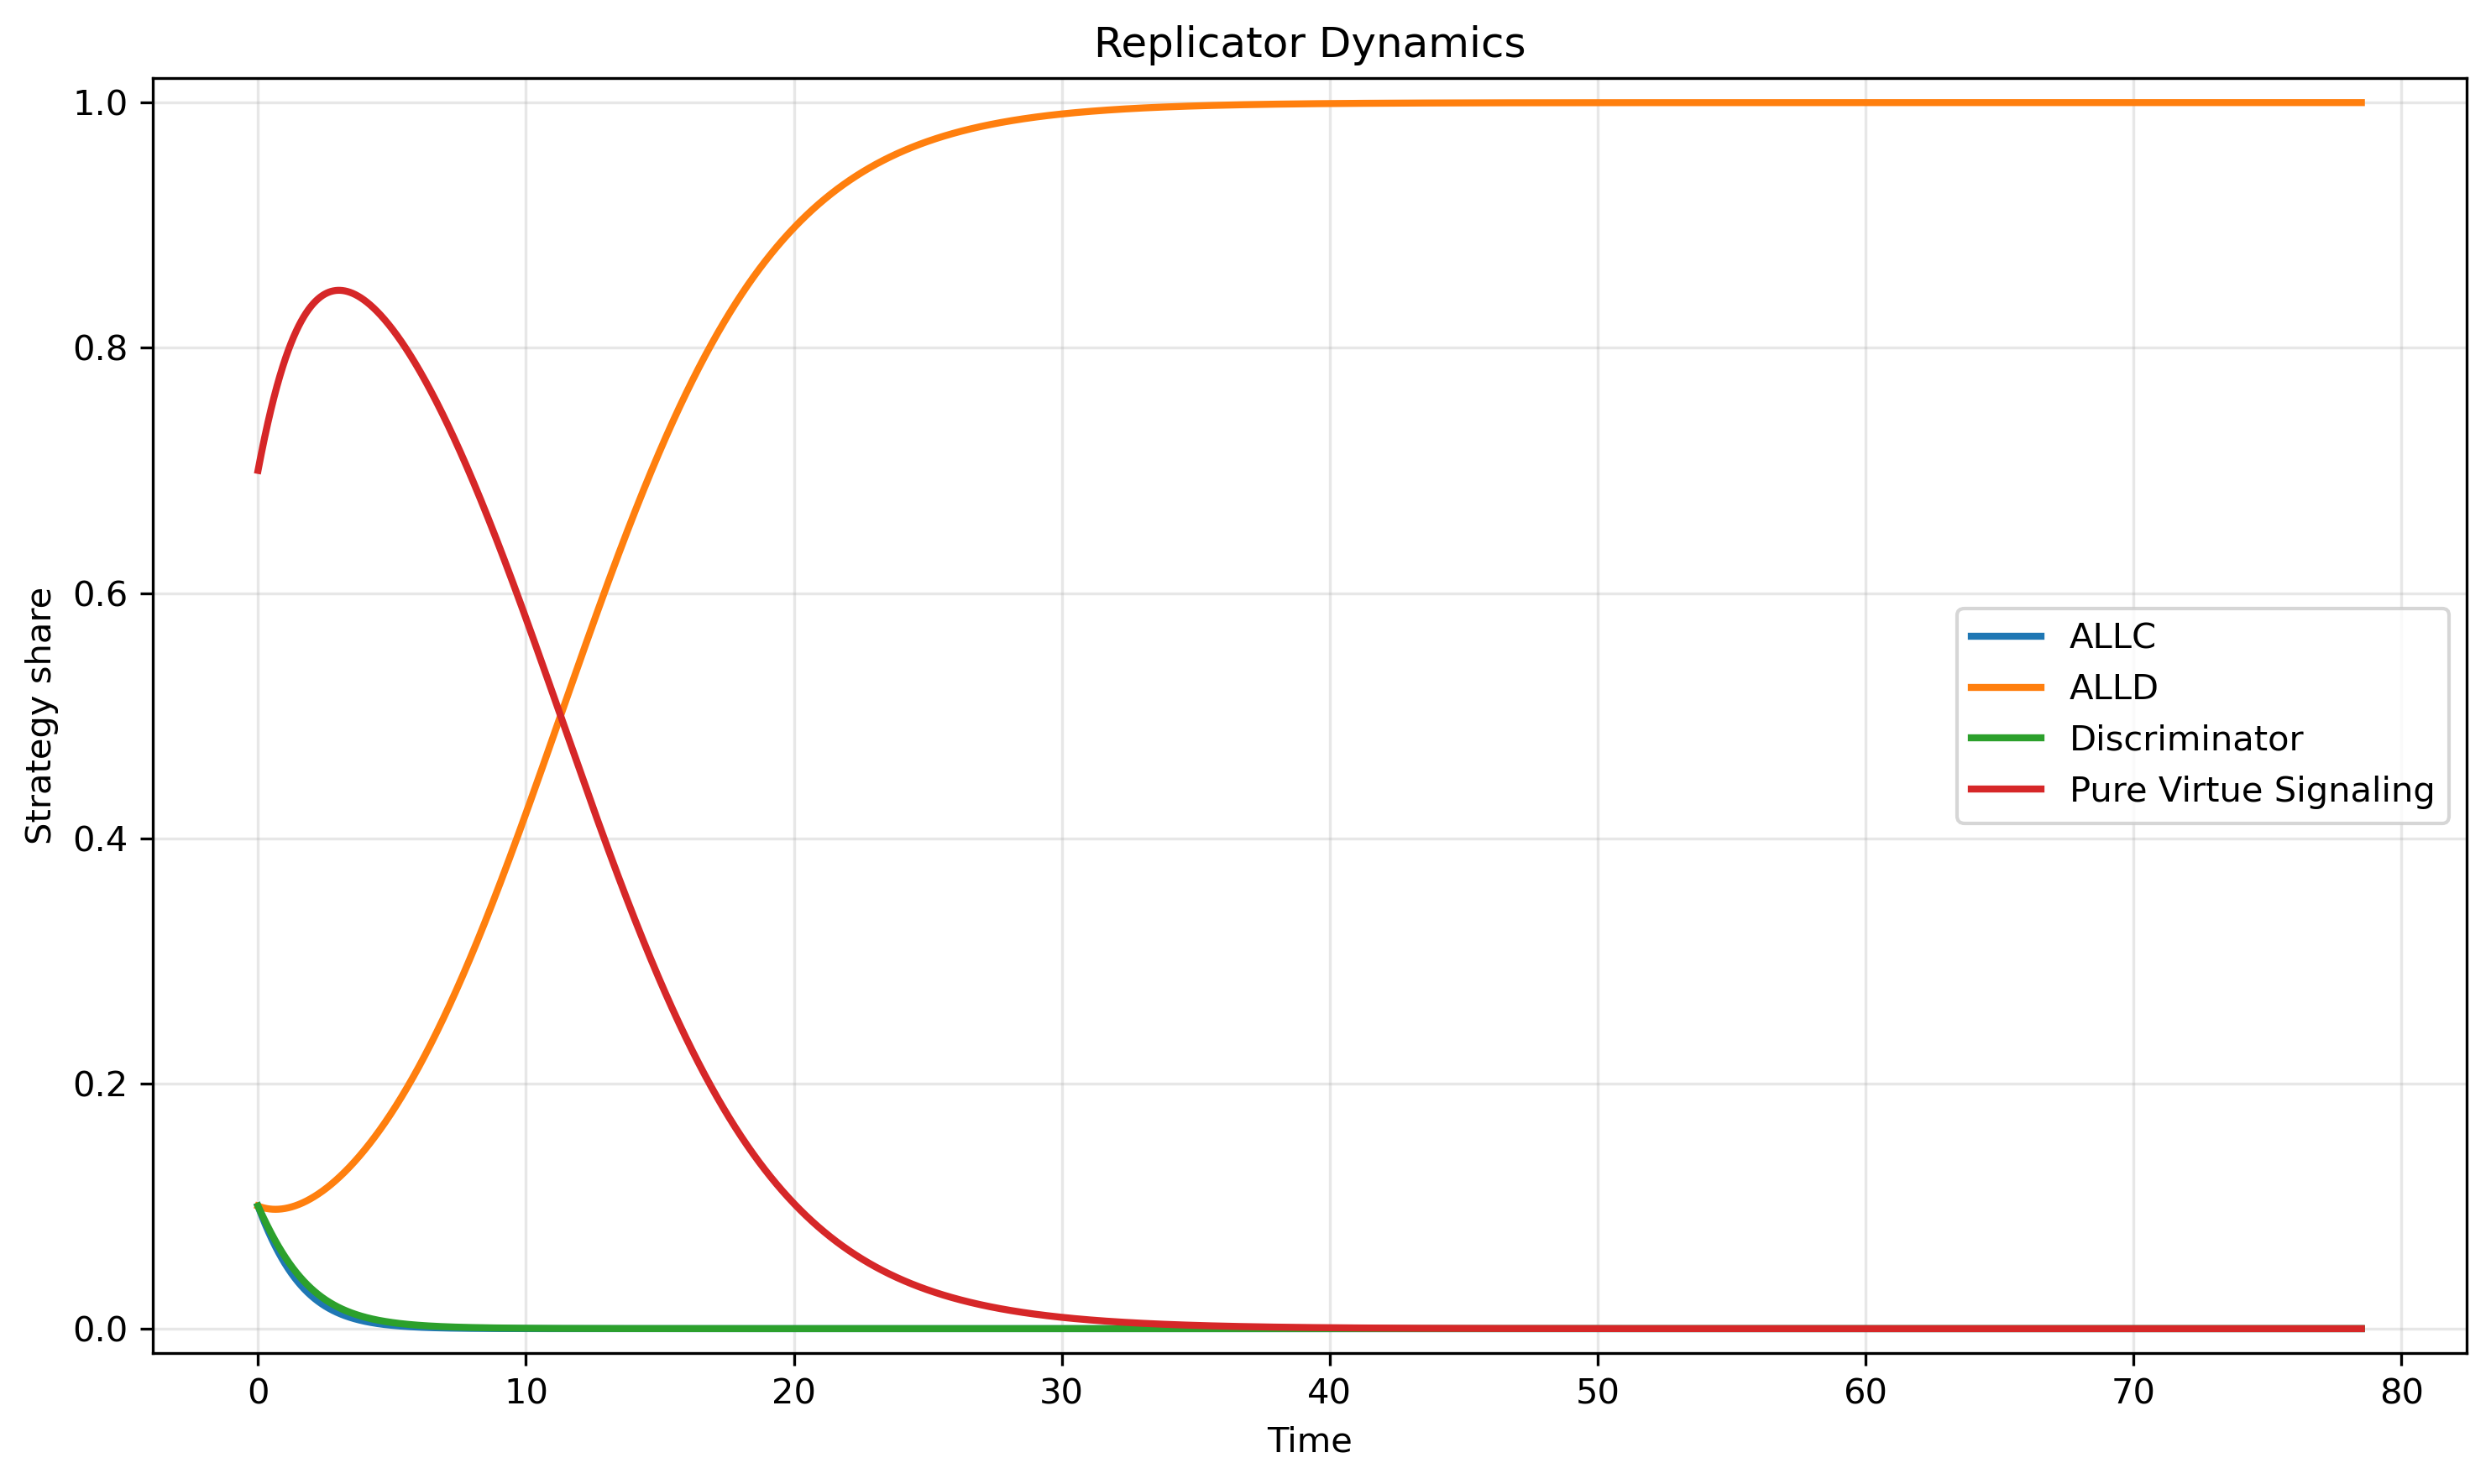 Replicator Dynamics
Strategy share
1.0
0.8
0.6
0.4
0.2
0.0
ALLC
ALLD
Discriminator
Pure Virtue Signaling
0 10 20 30 40 50 60 70 80
Time